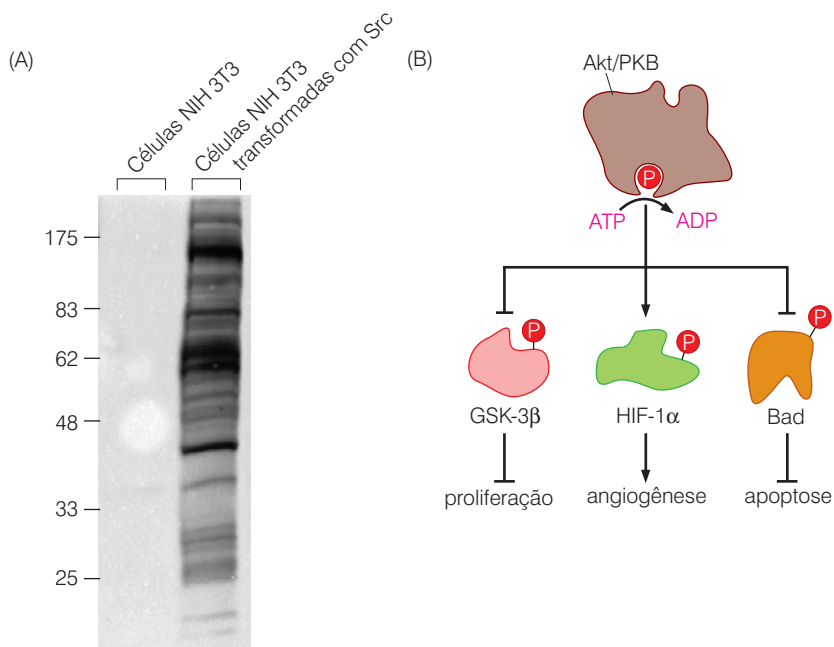 (A)
Células NIH 3T3
Células NIH 3T3
transformadas com Src
175
83
62
48
33
25
(B)
Akt/PKB
P
ATP
ADP
P
P
P
GSK-3β
HIF-1α
Bad
proliferação
angiogênese
apoptose